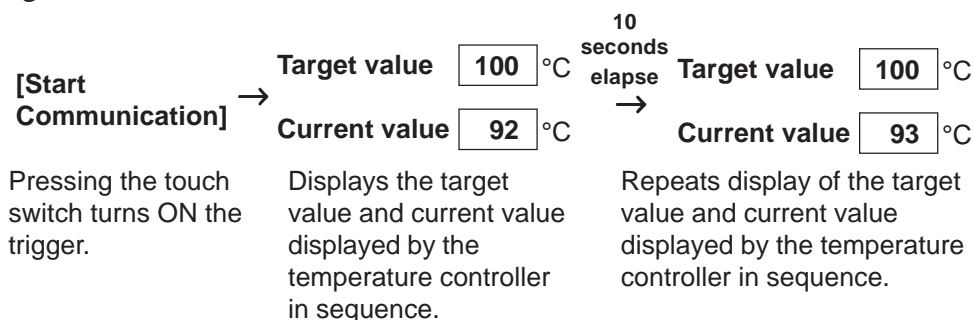 [Start
Communication]
→
Target value 100 °C
Current value 92 °C
10
seconds
elapse
→
Target value 100 °C
Current value 93 °C
Pressing the touch
switch turns ON the
trigger.
Displays the target
value and current value
displayed by the
temperature controller
in sequence.
Repeats display of the target
value and current value
displayed by the temperature
controller in sequence.